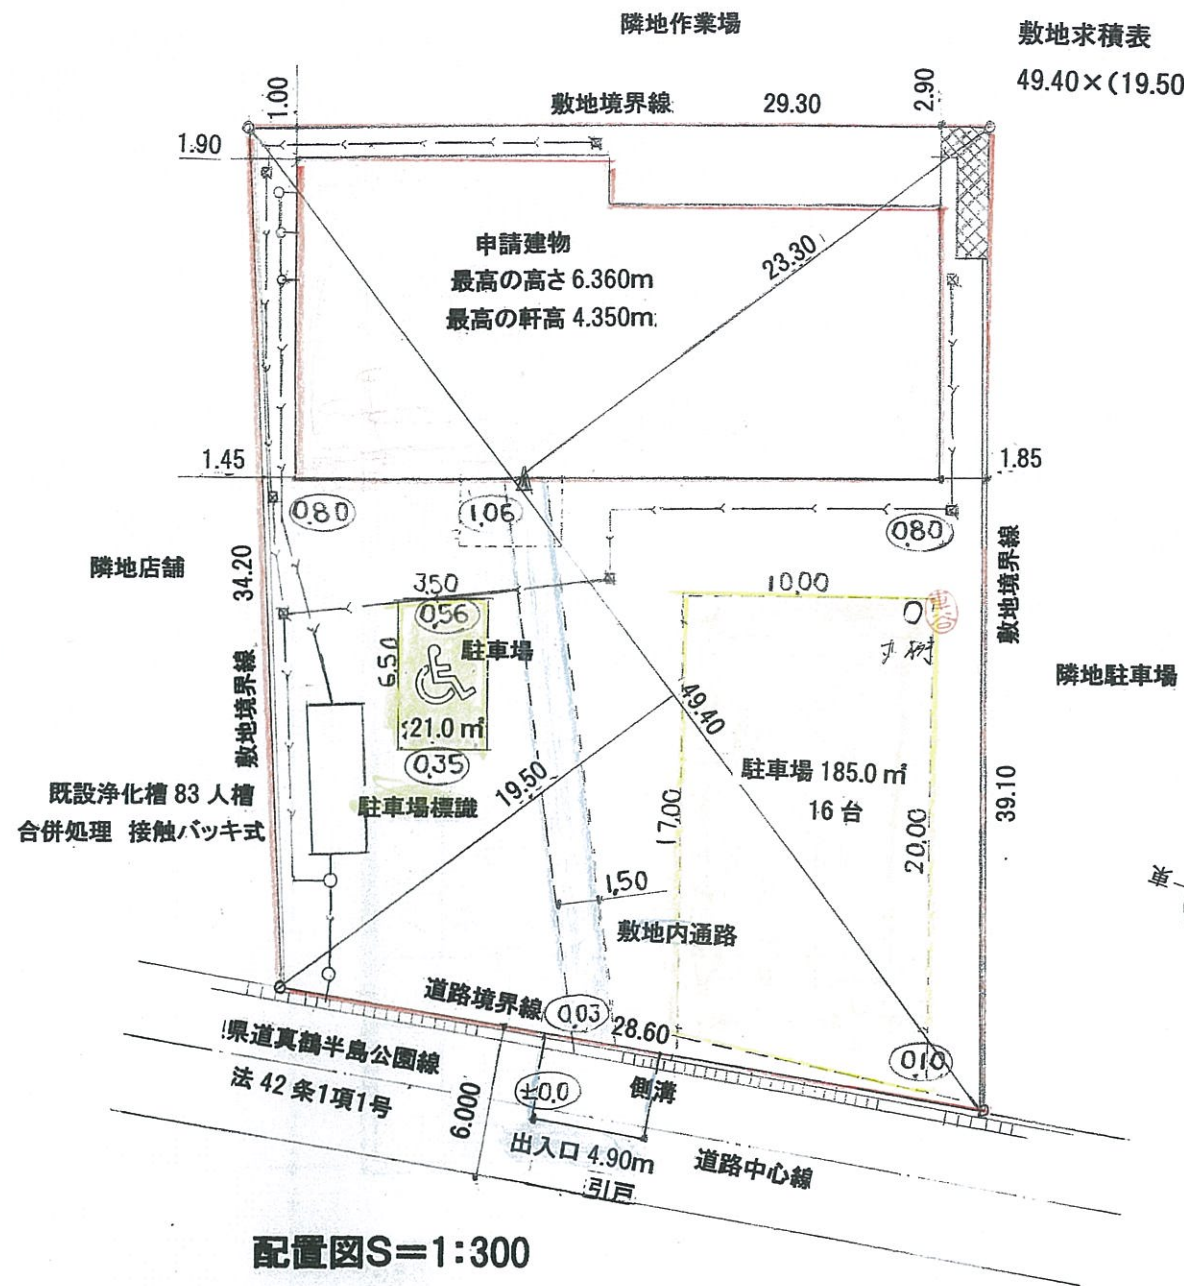 隣地作業場
敷地求積表
49.40×(19.50
1.00
敷地境界線
29.30
2.90
1.90
申請建物
最高の高さ 6.360m
最高の軒高 4.350m
23.30
1.45
1.85
0.80
1.06
0.80
隣地店舗
34.20
敷地境界線
3.50
0.56
駐車場
6.50
21.0 ㎡
0.35
駐車場標識
10.00
敷地境界線
隣地駐車場
49.40
19.50
駐車場 185.0 ㎡
16 台
17.00
20.00
39.10
既設浄化槽 83 人槽
合併処理 接触バッキ式
1.50
敷地内通路
東
道路境界線
0.03
28.60
0.10
県道真鶴半島公園線
法 42 条1項1号
6.000
±0.0
側溝
出入口 4.90m
引戸
道路中心線
配置図S=1:300